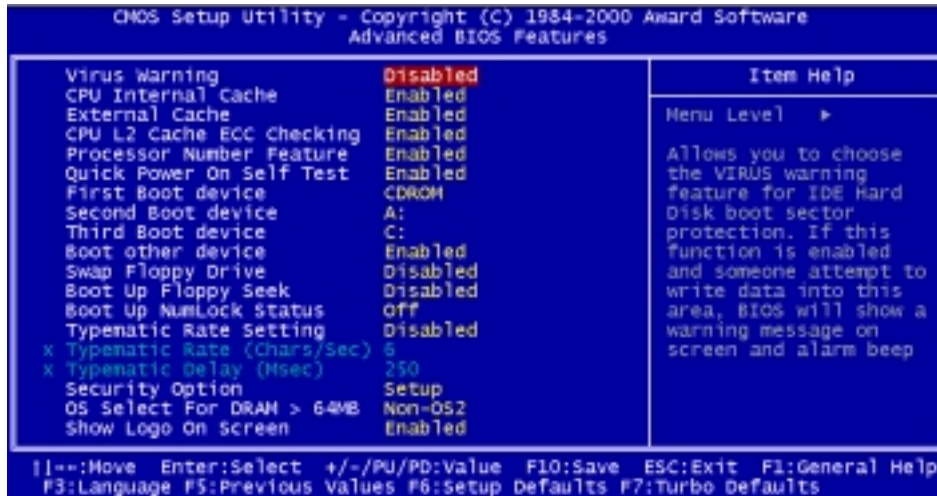 CMOS Setup Utility - Copyright (C) 1984-2000 Award Software
Advanced BIOS Features
Virus Warning Disabled
CPU Internal Cache Enabled
External Cache Enabled
CPU L2 Cache ECC Checking Enabled
Processor Number Feature Enabled
Quick Power On Self Test Enabled
First Boot device CDROM
Second Boot device A:
Third Boot device C:
Boot other device Enabled
Swap Floppy Drive Disabled
Boot Up Floppy Seek Disabled
Boot Up NumLock Status Off
Typematic Rate Setting Disabled
x Typematic Rate (Chars/Sec) 6
x Typematic Delay (Msec) 250
Security Option Setup
OS Select For DRAM > 64MB Non-OS2
Show Logo On Screen Enabled
Item Help
Menu Level ▶
Allows you to choose
the VIRUS warning
feature for IDE Hard
Disk boot sector
protection. If this
function is enabled
and someone attempt to
write data into this
area, BIOS will show a
warning message on
screen and alarm beep
↑↓→←:Move Enter:Select +/-/PU/PD:Value F10:Save ESC:Exit F1:General Help
F3:Language F5:Previous Values F6:Setup Defaults F7:Turbo Defaults